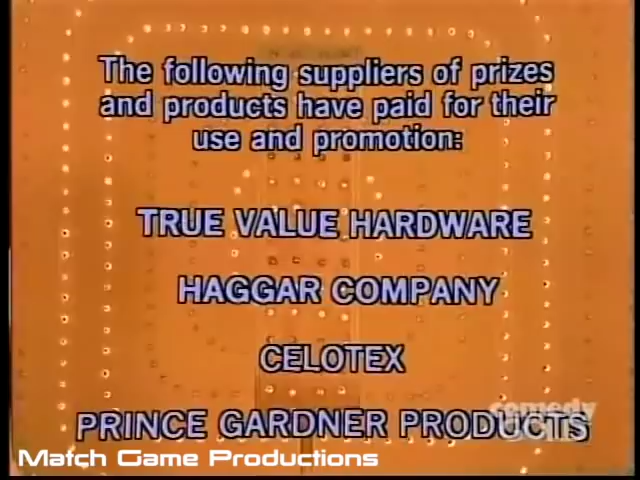 The following suppliers of prizes
and products have paid for their
use and promotion:
TRUE VALUE HARDWARE
HAGGAR COMPANY
CELOTEX
PRINCE GARDNER PRODUCTS
comedy
Match Game Productions